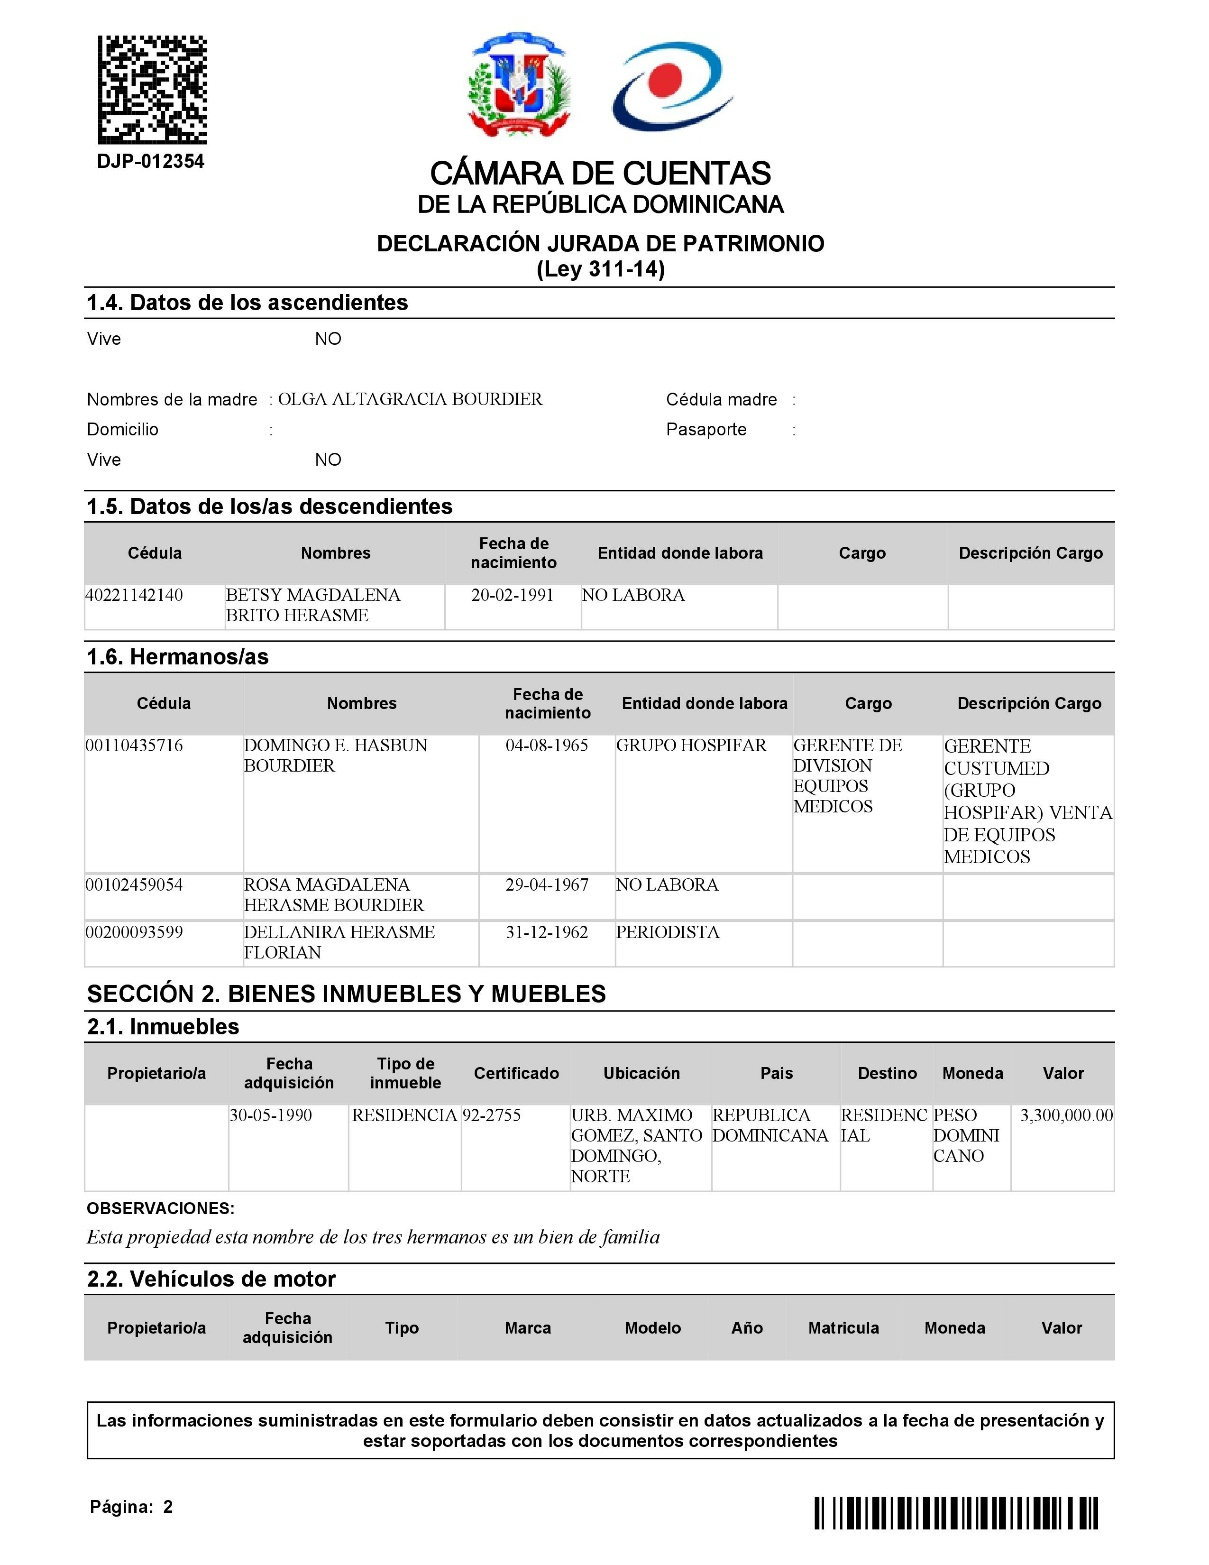 DJP-012354
CÁMARA DE CUENTAS
DE LA REPÚBLICA DOMINICANA
DECLARACIÓN JURADA DE PATRIMONIO
(Ley 311-14)
1.4. Datos de los ascendientes
Vive NO
Nombres de la madre : OLGA ALTAGRACIA BOURDIER Cédula madre :
Domicilio : Pasaporte :
Vive NO
1.5. Datos de los/as descendientes
Cédula Nombres Fecha de nacimiento Entidad donde labora Cargo Descripción Cargo
40221142140 BETSY MAGDALENA 20-02-1991 NO LABORA
BRITO HERASME
1.6. Hermanos/as
Cédula Nombres Fecha de nacimiento Entidad donde labora Cargo Descripción Cargo
00110435716 DOMINGO E. HASBUN 04-08-1965 GRUPO HOSPIFAR GERENTE DE GERENTE
BOURDIER DIVISION CUSTUMED
EQUIPOS (GRUPO
MEDICOS HOSPIFAR) VENTA
DE EQUIPOS
MEDICOS
00102459054 ROSA MAGDALENA 29-04-1967 NO LABORA
HERASME BOURDIER
00200093599 DELLANIRA HERASME 31-12-1962 PERIODISTA
FLORIAN
SECCIÓN 2. BIENES INMUEBLES Y MUEBLES
2.1. Inmuebles
Propietario/a Fecha adquisición Tipo de inmueble Certificado Ubicación Pais Destino Moneda Valor
30-05-1990 RESIDENCIA 92-2755 URB. MAXIMO REPUBLICA RESIDENC PESO 3,300,000.00
GOMEZ, SANTO DOMINICANA IAL DOMINI
DOMINGO, CANO
NORTE
OBSERVACIONES:
Esta propiedad esta nombre de los tres hermanos es un bien de familia
2.2. Vehículos de motor
Propietario/a Fecha adquisición Tipo Marca Modelo Año Matricula Moneda Valor
Las informaciones suministradas en este formulario deben consistir en datos actualizados a la fecha de presentación y
estar soportadas con los documentos correspondientes
Página: 2